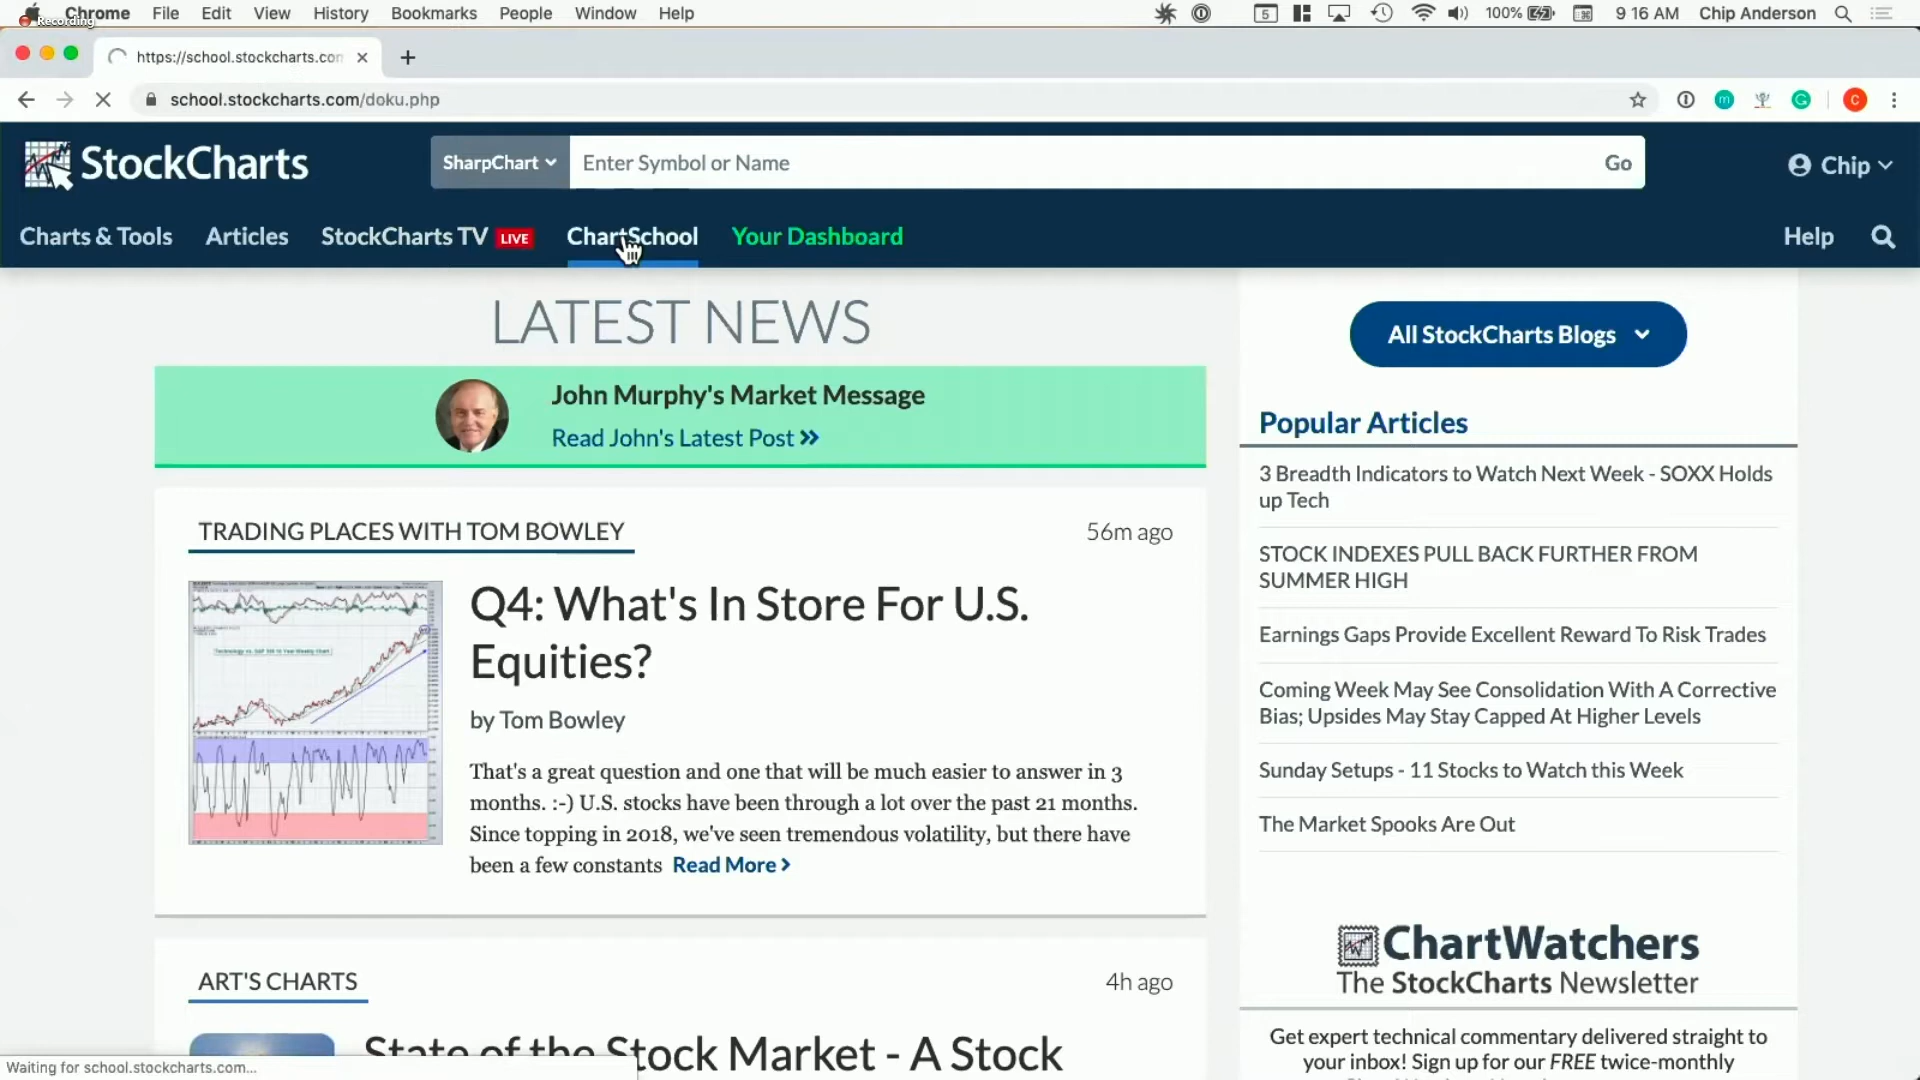 Chrome File Edit View History Bookmarks People Window Help
Recording
5 100% 9 16 AM Chip Anderson
https://school.stockcharts.con
school.stockcharts.com/doku.php
StockCharts
SharpChart
Enter Symbol or Name
Go
Chip
Charts & Tools Articles StockCharts TV LIVE ChartSchool Your Dashboard
Help
LATEST NEWS
John Murphy's Market Message
Read John's Latest Post
TRADING PLACES WITH TOM BOWLEY
56m ago
Q4: What's In Store For U.S.
Equities?
by Tom Bowley
That's a great question and one that will be much easier to answer in 3
months. :-) U.S. stocks have been through a lot over the past 21 months.
Since topping in 2018, we've seen tremendous volatility, but there have
been a few constants Read More
ART'S CHARTS
4h ago
State of the Stock Market - A Stock
All StockCharts Blogs
Popular Articles
3 Breadth Indicators to Watch Next Week - SOXX Holds
up Tech
STOCK INDEXES PULL BACK FURTHER FROM
SUMMER HIGH
Earnings Gaps Provide Excellent Reward To Risk Trades
Coming Week May See Consolidation With A Corrective
Bias; Upsides May Stay Capped At Higher Levels
Sunday Setups - 11 Stocks to Watch this Week
The Market Spooks Are Out
ChartWatchers
The StockCharts Newsletter
Get expert technical commentary delivered straight to
your inbox! Sign up for our FREE twice-monthly
Waiting for school.stockcharts.com...